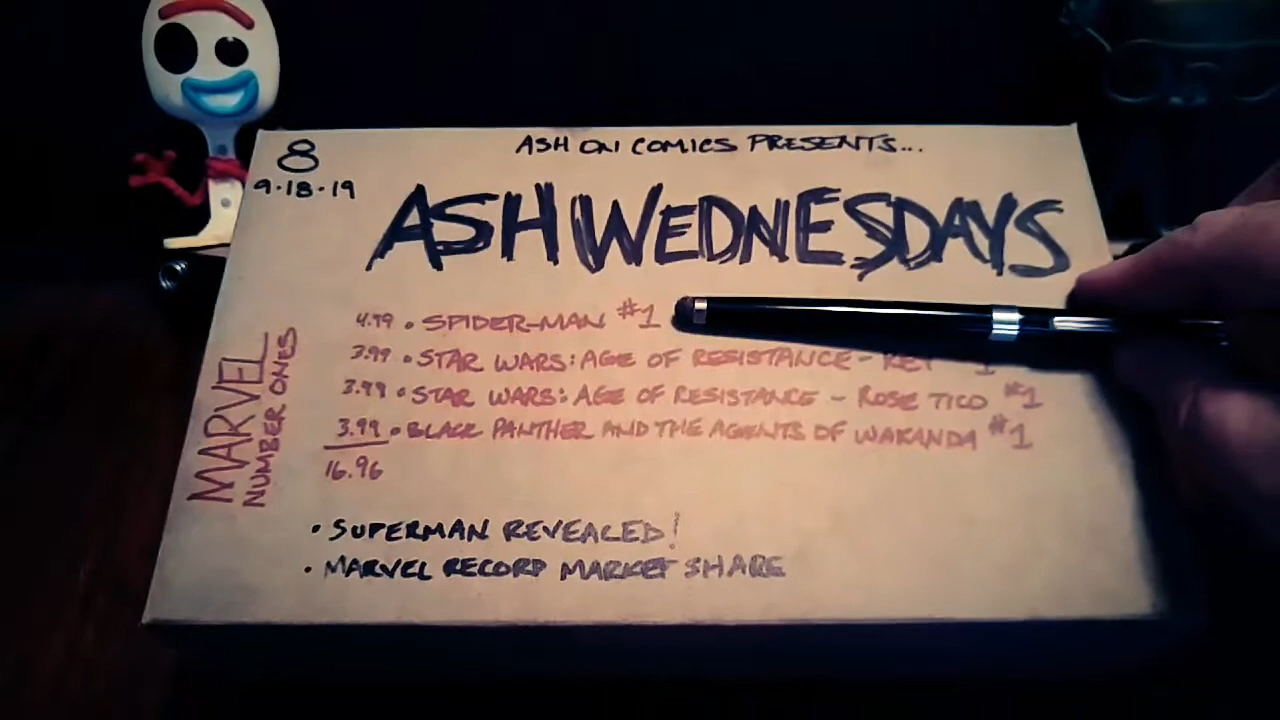 8
9·18·19
ASH ON COMICS PRESENTS...
ASH WEDNESDAYS
MARVEL
NUMBER ONES
4.99 • SPIDER-MAN #1
3.99 • STAR WARS: AGE OF RESISTANCE - REY 1
3.99 • STAR WARS: AGE OF RESISTANCE - ROSE TICO #1
3.99 • BLACK PANTHER AND THE AGENTS OF WAKANDA #1
16.96
• SUPERMAN REVEALED!
• MARVEL RECORD MARKET SHARE